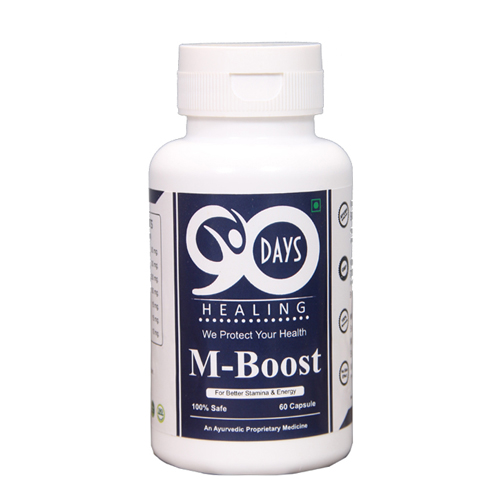 90
DAYS
HEALING
We Protect Your Health
M-Boost
For Better Stamina & Energy
100% Safe 60 Capsule
An Ayurvedic Proprietary Medicine